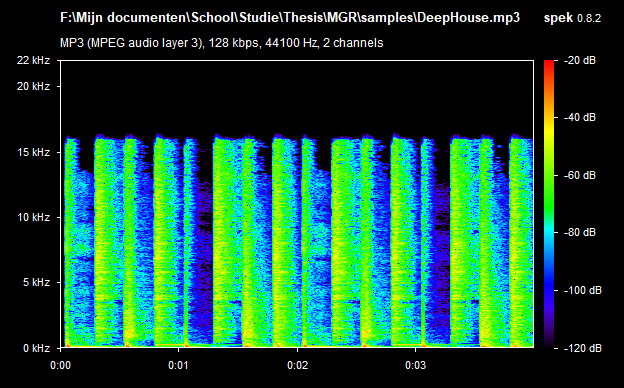 F:\Mijn documenten\School\Studie\Thesis\MGR\samples\DeepHouse.mp3 spek 0.8.2
MP3 (MPEG audio layer 3), 128 kbps, 44100 Hz, 2 channels
22 kHz -20 dB
20 kHz
-40 dB
15 kHz
-60 dB
10 kHz
-80 dB
5 kHz
-100 dB
0 kHz -120 dB
0:00 0:01 0:02 0:03